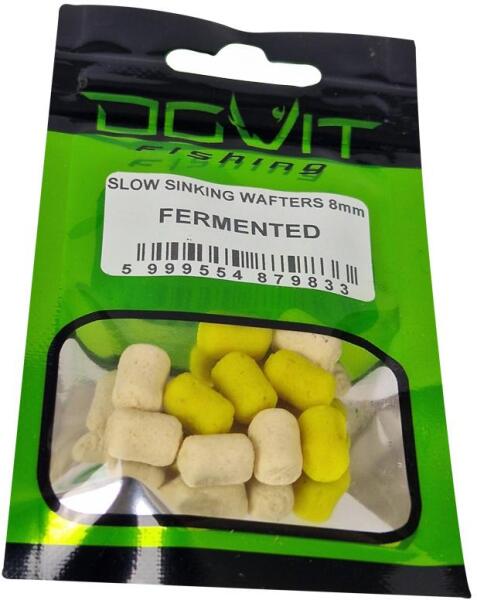 DOVIT
Fishing
SLOW SINKING WAFTERS 8mm
FERMENTED
5 999554 879833